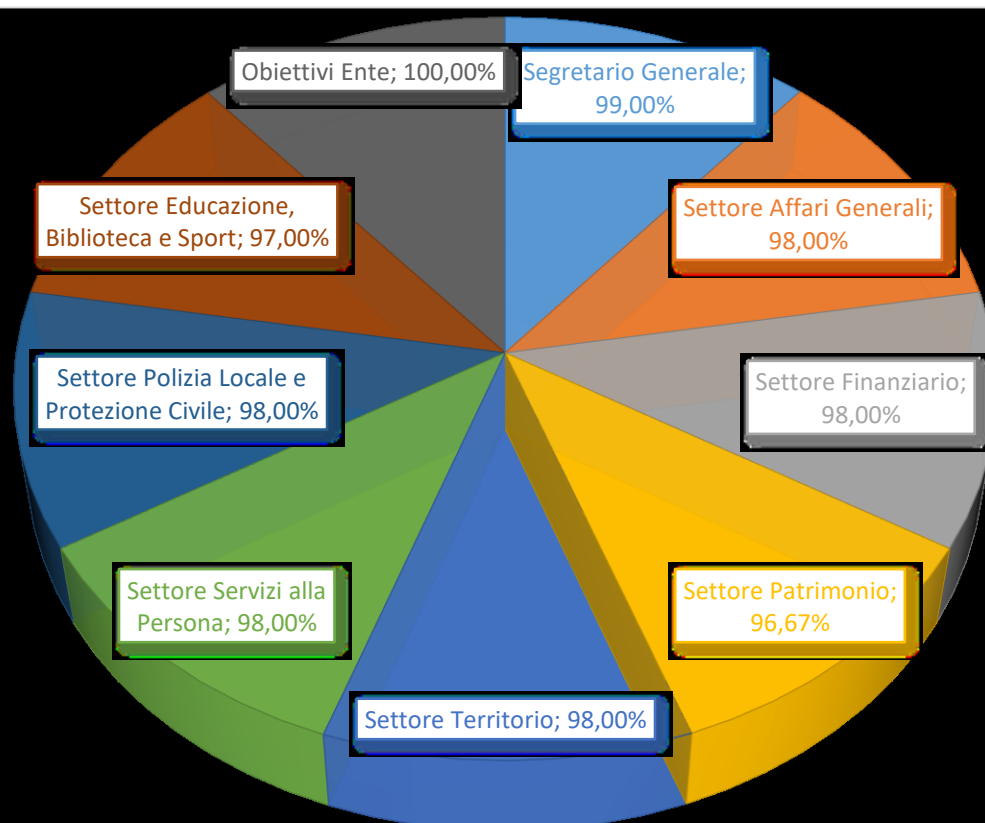 Obiettivi Ente; 100,00%
Segretario Generale;
99,00%
Settore Educazione,
Biblioteca e Sport; 97,00%
Settore Affari Generali;
98,00%
Settore Polizia Locale e
Protezione Civile; 98,00%
Settore Finanziario;
98,00%
Settore Servizi alla
Persona; 98,00%
Settore Patrimonio;
96,67%
Settore Territorio; 98,00%